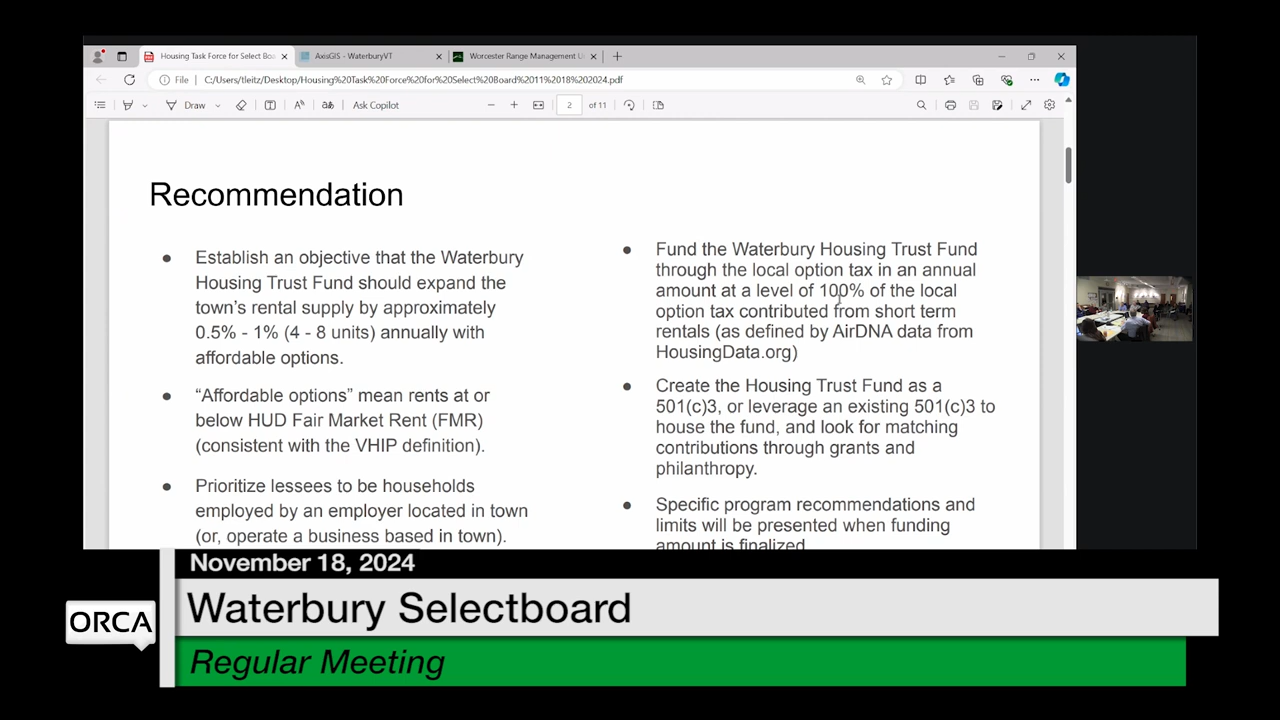 Housing Task Force for Select Boa
AxisGIS - WaterburyVT
Worcester Range Management U
File
C:/Users/tleitz/Desktop/Housing%20Task%20Force%20for%20Select%20Board%2011%2018%202024.pdf
Draw
Ask Copilot
2 of 11
Recommendation
Establish an objective that the Waterbury
Housing Trust Fund should expand the
town's rental supply by approximately
0.5% - 1% (4 - 8 units) annually with
affordable options.
“Affordable options” mean rents at or
below HUD Fair Market Rent (FMR)
(consistent with the VHIP definition).
Prioritize lessees to be households
employed by an employer located in town
(or, operate a business based in town).
Fund the Waterbury Housing Trust Fund
through the local option tax in an annual
amount at a level of 100% of the local
option tax contributed from short term
rentals (as defined by AirDNA data from
HousingData.org)
Create the Housing Trust Fund as a
501(c)3, or leverage an existing 501(c)3 to
house the fund, and look for matching
contributions through grants and
philanthropy.
Specific program recommendations and
limits will be presented when funding
amount is finalized
November 18, 2024
ORCA
Waterbury Selectboard
Regular Meeting